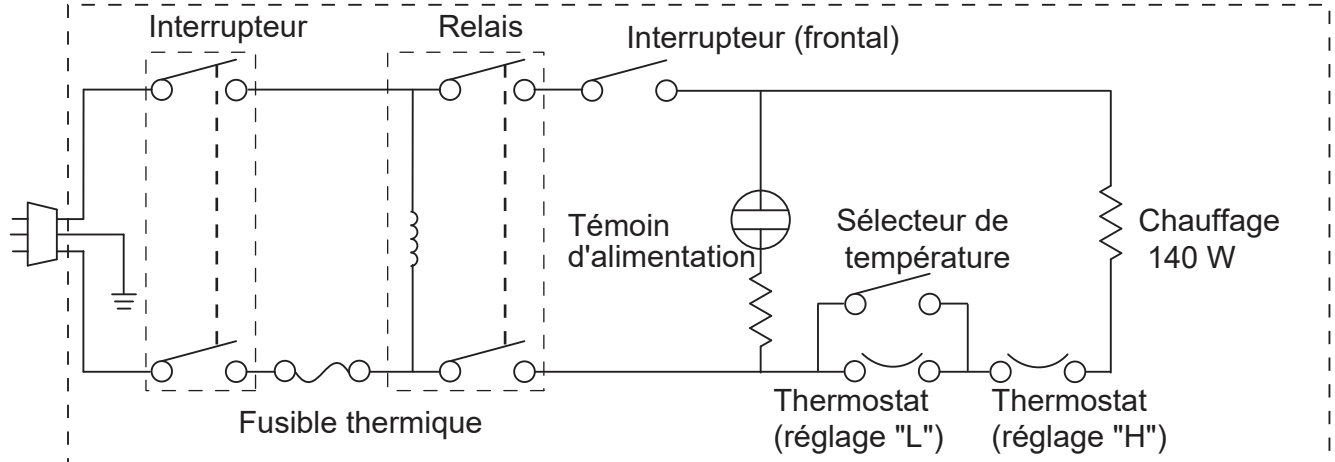 Interrupteur
Relais
Interrupteur (frontal)
Témoin
d'alimentation
Sélecteur de
température
Chauffage
140 W
Fusible thermique
Thermostat
(réglage "L")
Thermostat
(réglage "H")